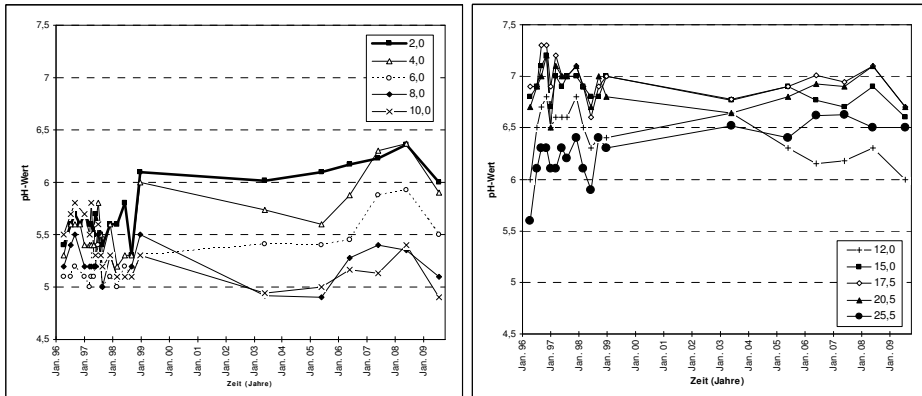 7,5
7
6,5
6
5,5
5
4,5
pH-Wert
2,0
4,0
6,0
8,0
10,0
Jan. 96
Jan. 97
Jan. 98
Jan. 99
Jan. 00
Jan. 01
Jan. 02
Jan. 03
Jan. 04
Jan. 05
Jan. 06
Jan. 07
Jan. 08
Jan. 09
Zeit (Jahre)
7,5
7
6,5
6
5,5
5
4,5
pH-Wert
12,0
15,0
17,5
20,5
25,5
Jan. 96
Jan. 97
Jan. 98
Jan. 99
Jan. 00
Jan. 01
Jan. 02
Jan. 03
Jan. 04
Jan. 05
Jan. 06
Jan. 07
Jan. 08
Jan. 09
Zeit (Jahre)